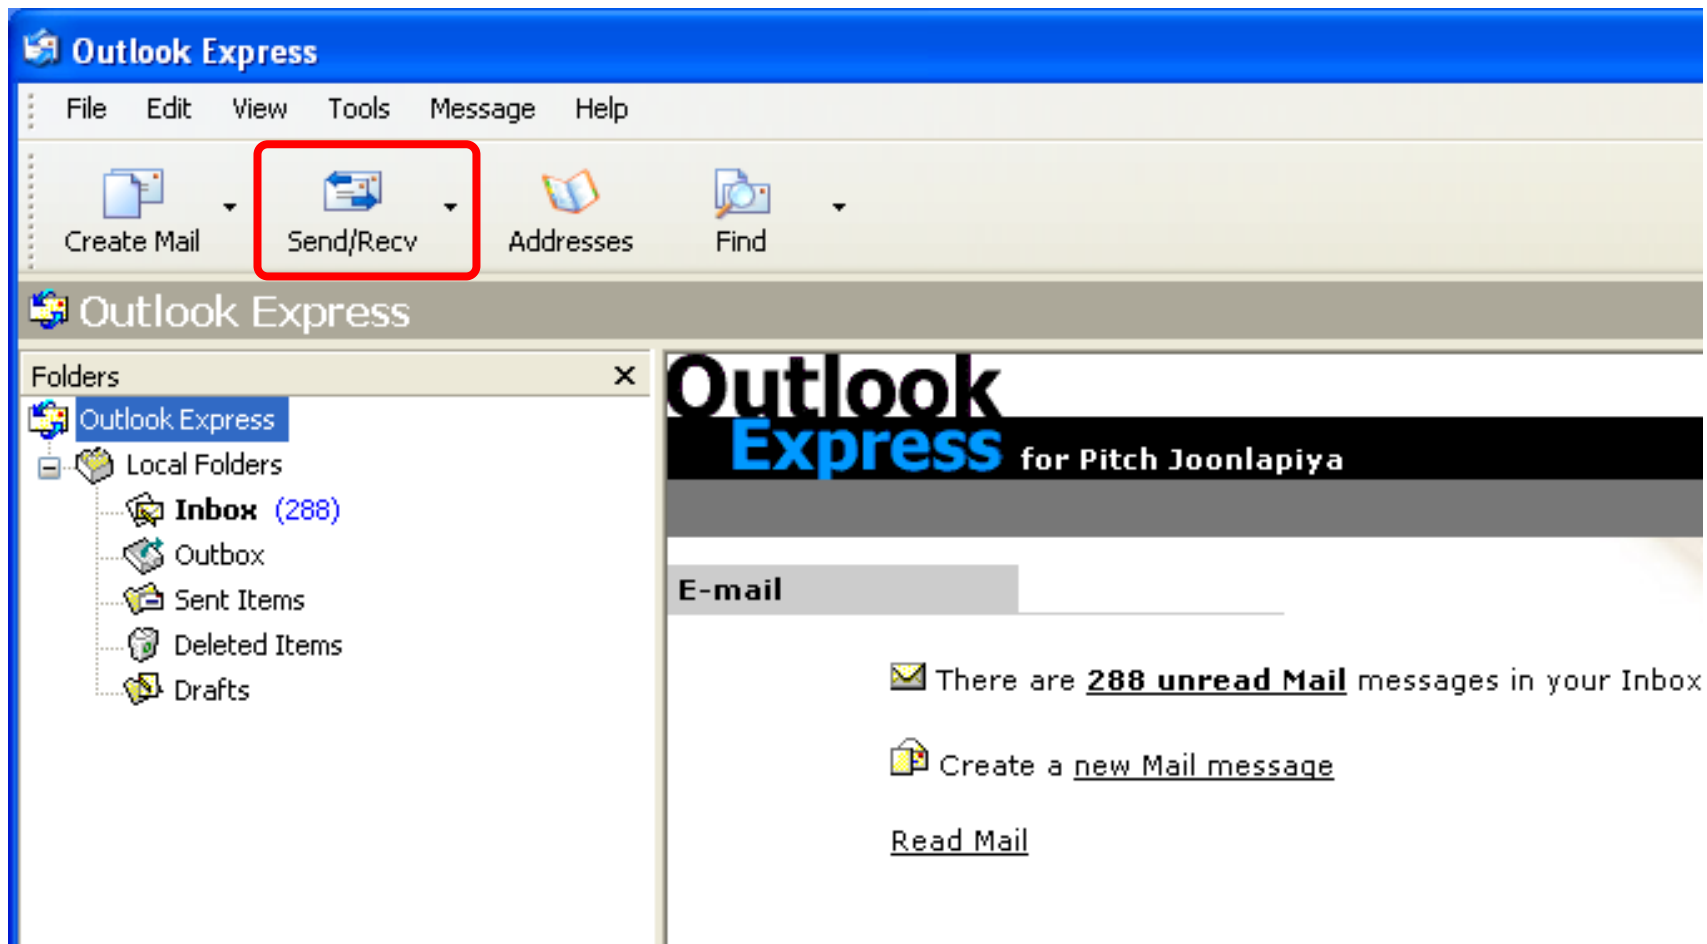 Outlook Express
File Edit View Tools Message Help
Create Mail Send/Recv Addresses Find
Outlook Express
Folders
Outlook Express
Local Folders
Inbox (288)
Outbox
Sent Items
Deleted Items
Drafts
Outlook
Express for Pitch Joonlapiya
E-mail
There are 288 unread Mail messages in your Inbox
Create a new Mail message
Read Mail